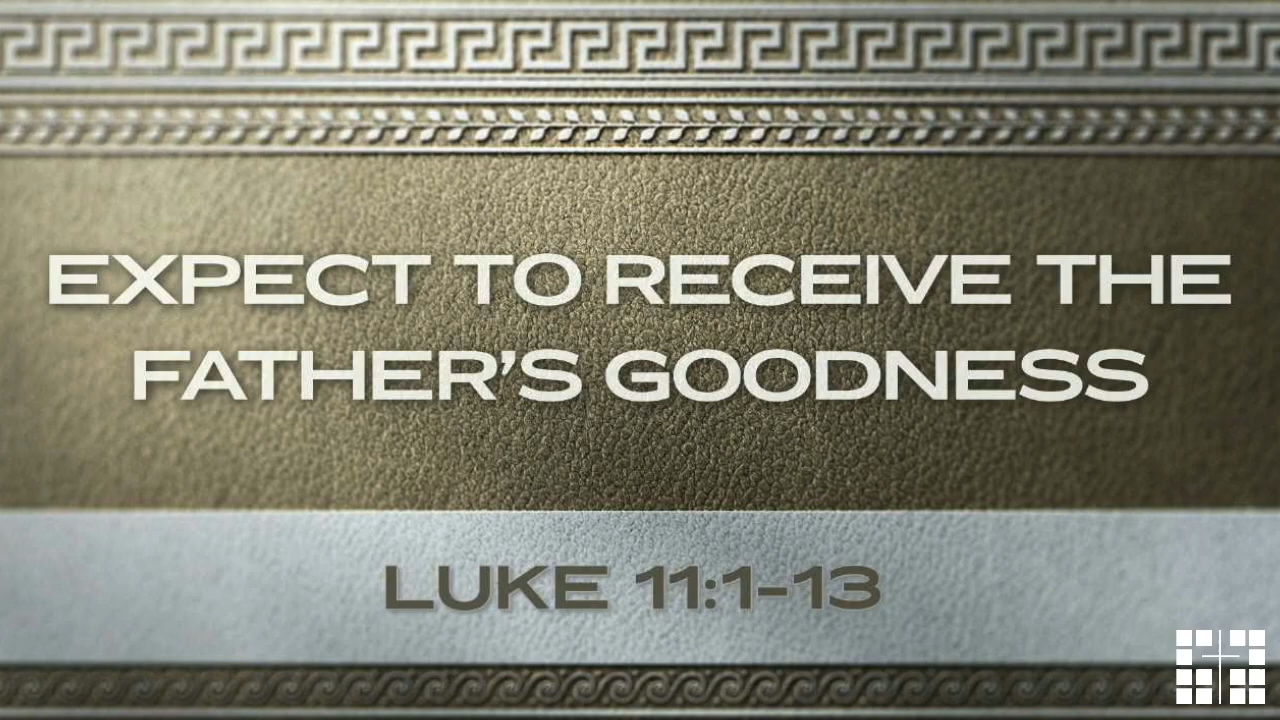 EXPECT TO RECEIVE THE
FATHER’S GOODNESS
LUKE 11:1-13